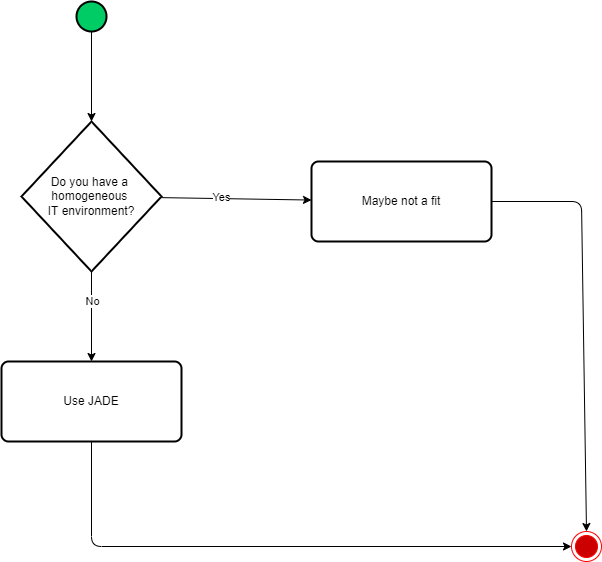 Do you have a
homogeneous
IT environment?
Yes
Maybe not a fit
No
Use JADE